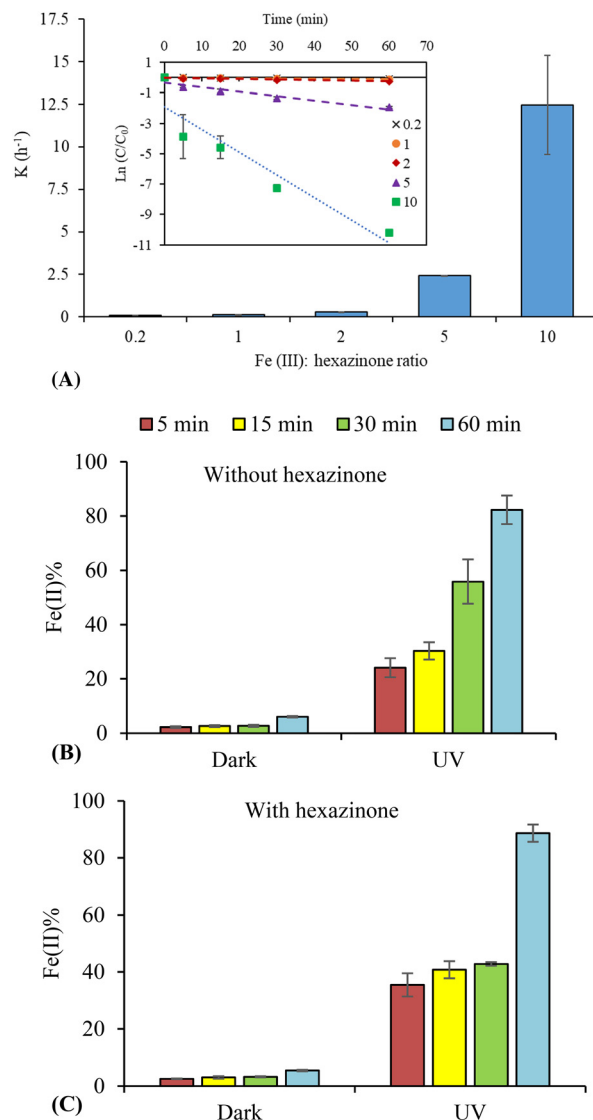 Time (min)
0 10 20 30 40 50 60 70
17.5
15
12.5
10
7.5
5
2.5
0
K (h⁻¹)
1
-1
-3
-5
-7
-9
-11
Ln (C/C₀)
0.2
1
2
5
10
0.2 1 2 5 10
Fe (III): hexazinone ratio
(A)
5 min 15 min 30 min 60 min
Without hexazinone
100
80
60
40
20
0
Fe(II)%
Dark UV
(B)
With hexazinone
100
80
60
40
20
0
Fe(II)%
Dark UV
(C)